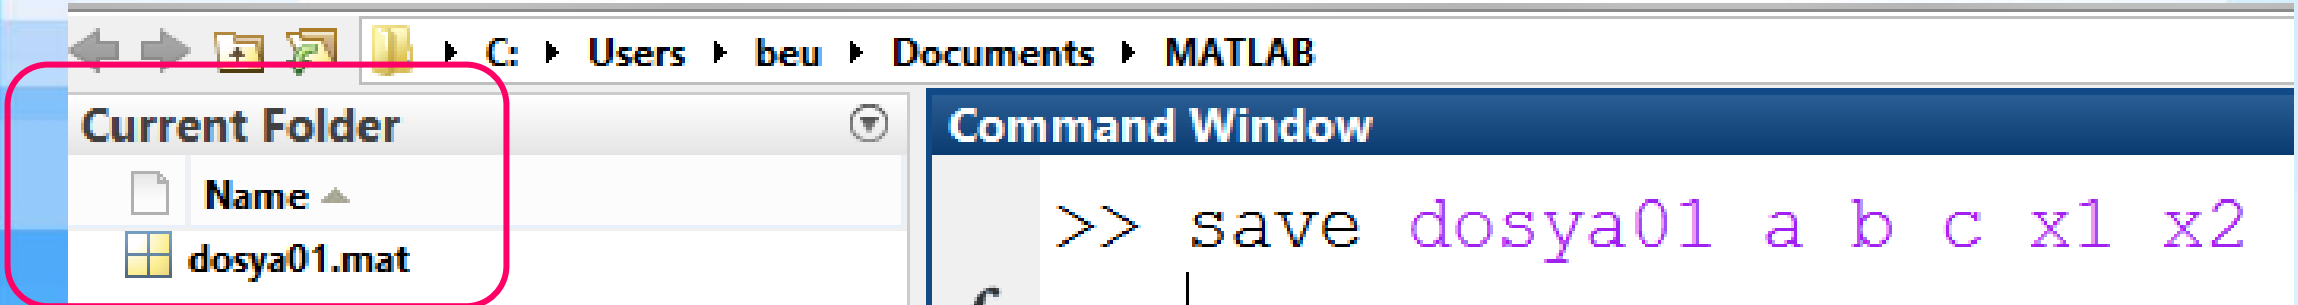 C: Users beu Documents MATLAB
Current Folder
Name
dosya01.mat
Command Window
>> save dosya01 a b c x1 x2